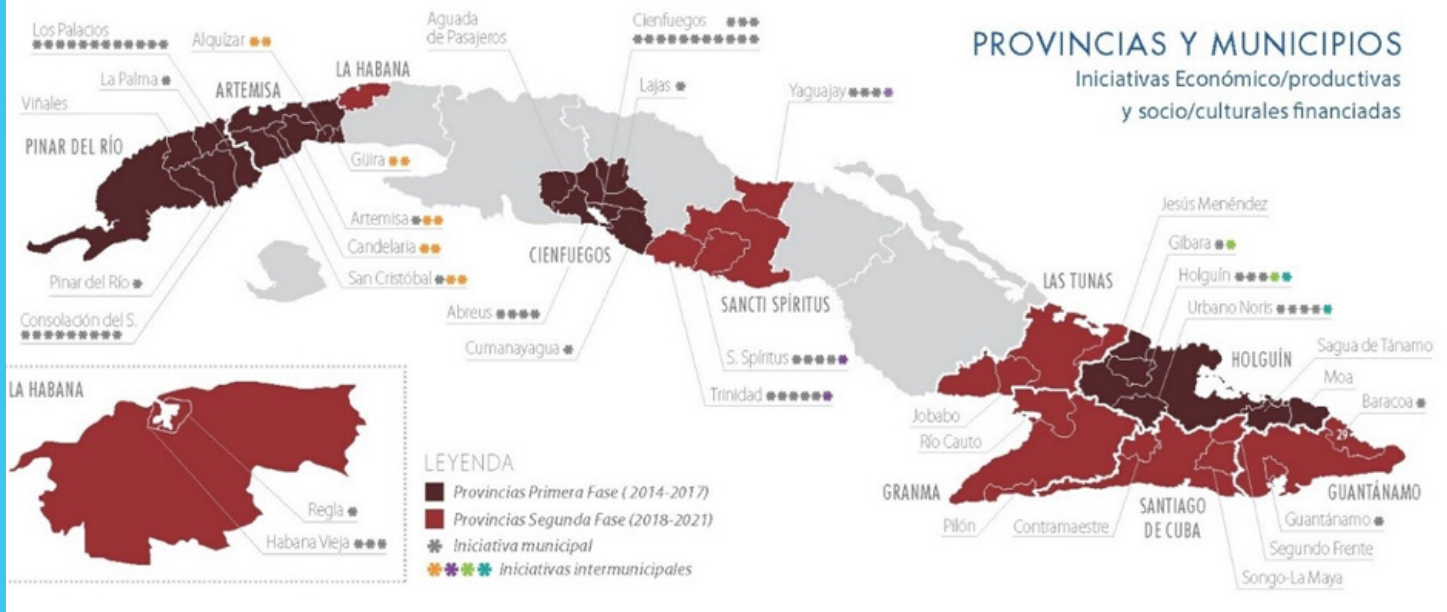 PROVINCIAS Y MUNICIPIOS
Iniciativas Económico/productivas
y socio/culturales financiadas
Los Palacios
Alquízar
La Palma
Viñales
ARTEMISA
LA HABANA
PINAR DEL RÍO
Güira
Artemisa
Candelaria
San Cristóbal
Pinar del Río
Consolación del S.
Aguada
de Pasajeros
Cienfuegos
Lajas
Yaguajay
CIENFUEGOS
Abreus
Cumanayagua
SANCTI SPÍRITUS
S. Spíritus
Trinidad
Jesús Menéndez
Gibara
Holguín
Urbano Noris
LAS TUNAS
HOLGUÍN
Sagua de Tánamo
Moa
Baracoa
29
Jobabo
Río Cauto
GRANMA
Pilón
Contramaestre
SANTIAGO
DE CUBA
GUANTÁNAMO
Guantánamo
Segundo Frente
Songo-La Maya
LA HABANA
Regla
Habana Vieja
LEYENDA
Provincias Primera Fase (2014-2017)
Provincias Segunda Fase (2018-2021)
Iniciativa municipal
iniciativas intermunicipales